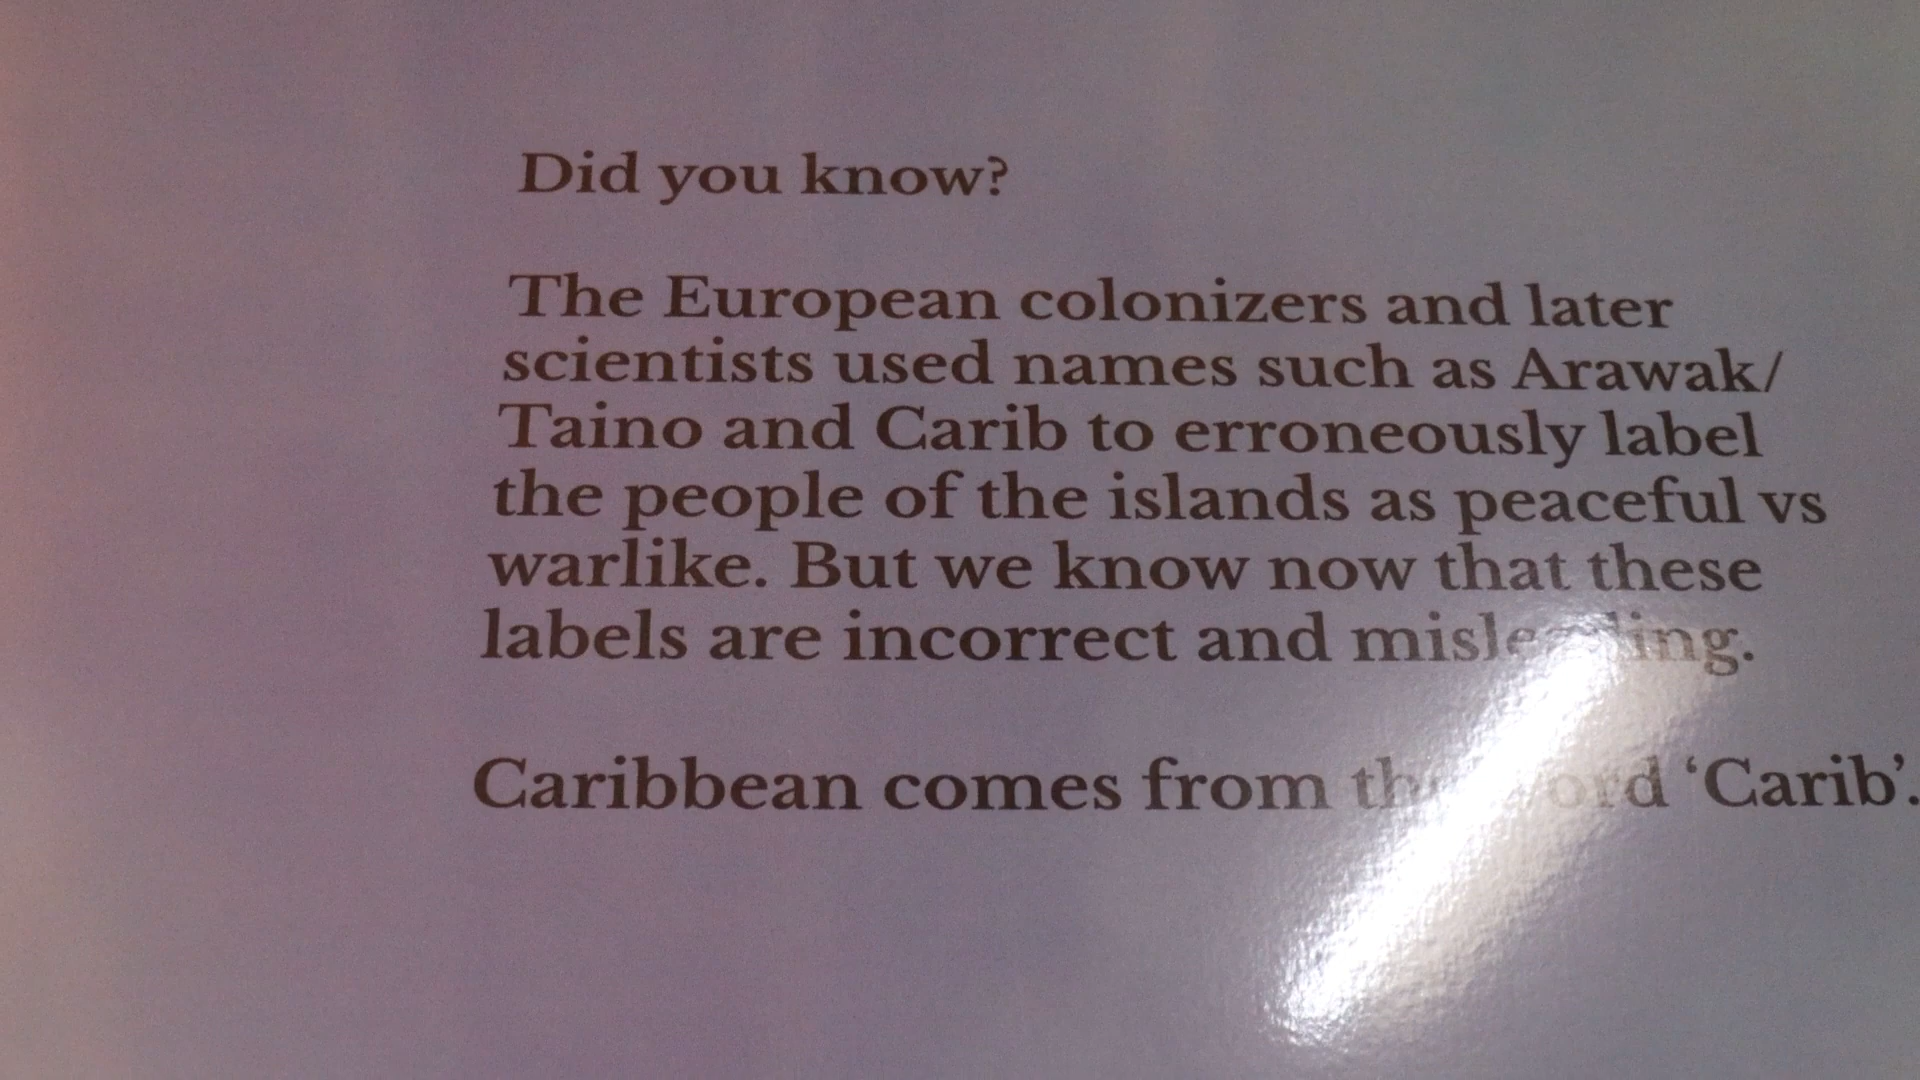 Did you know?
The European colonizers and later
scientists used names such as Arawak/
Taino and Carib to erroneously label
the people of the islands as peaceful vs
warlike. But we know now that these
labels are incorrect and misleading.
Caribbean comes from the word 'Carib'.